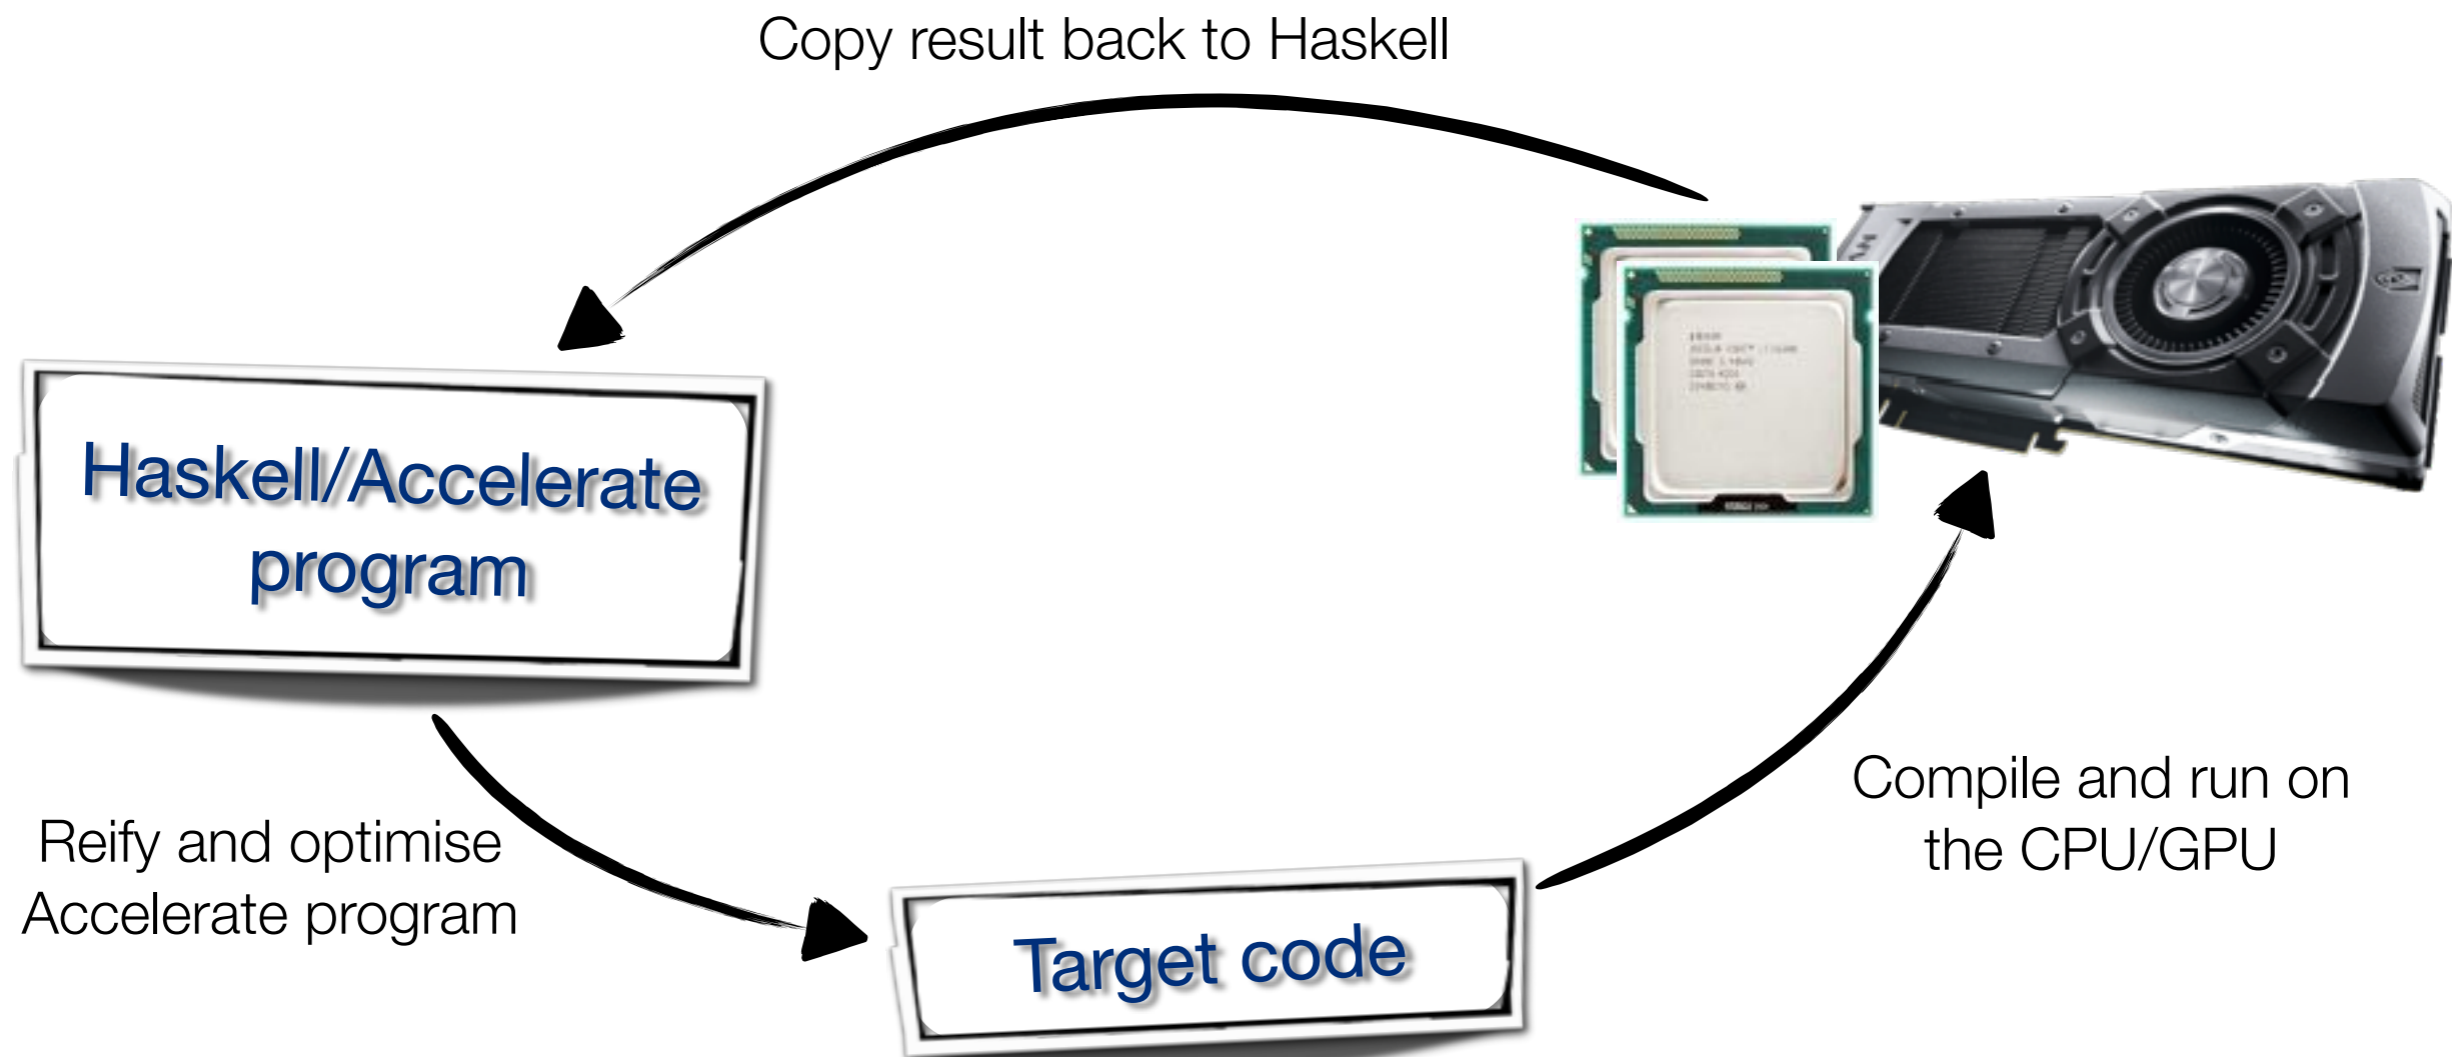 Copy result back to Haskell
Haskell/Accelerate
program
Reify and optimise
Accelerate program
Target code
Compile and run on
the CPU/GPU